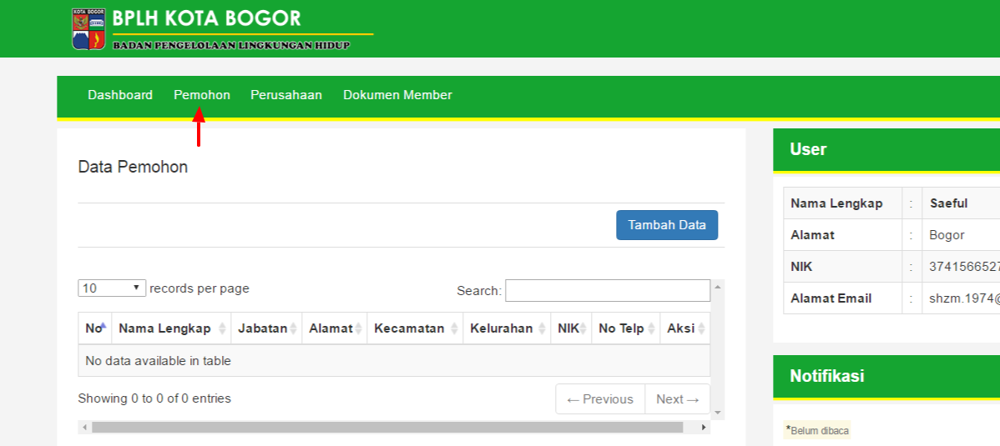 KOTA BOGOR
BPLH KOTA BOGOR
BADAN PENGELOLAAN LINGKUNGAN HIDUP
Dashboard Pemohon Perusahaan Dokumen Member
Data Pemohon
Tambah Data
10 records per page
Search:
No Nama Lengkap Jabatan Alamat Kecamatan Kelurahan NIK No Telp Aksi
No data available in table
Showing 0 to 0 of 0 entries
← Previous Next →
User
Nama Lengkap : Saeful
Alamat : Bogor
NIK : 3741566527
Alamat Email : shzm.1974@
Notifikasi
*Belum dibaca